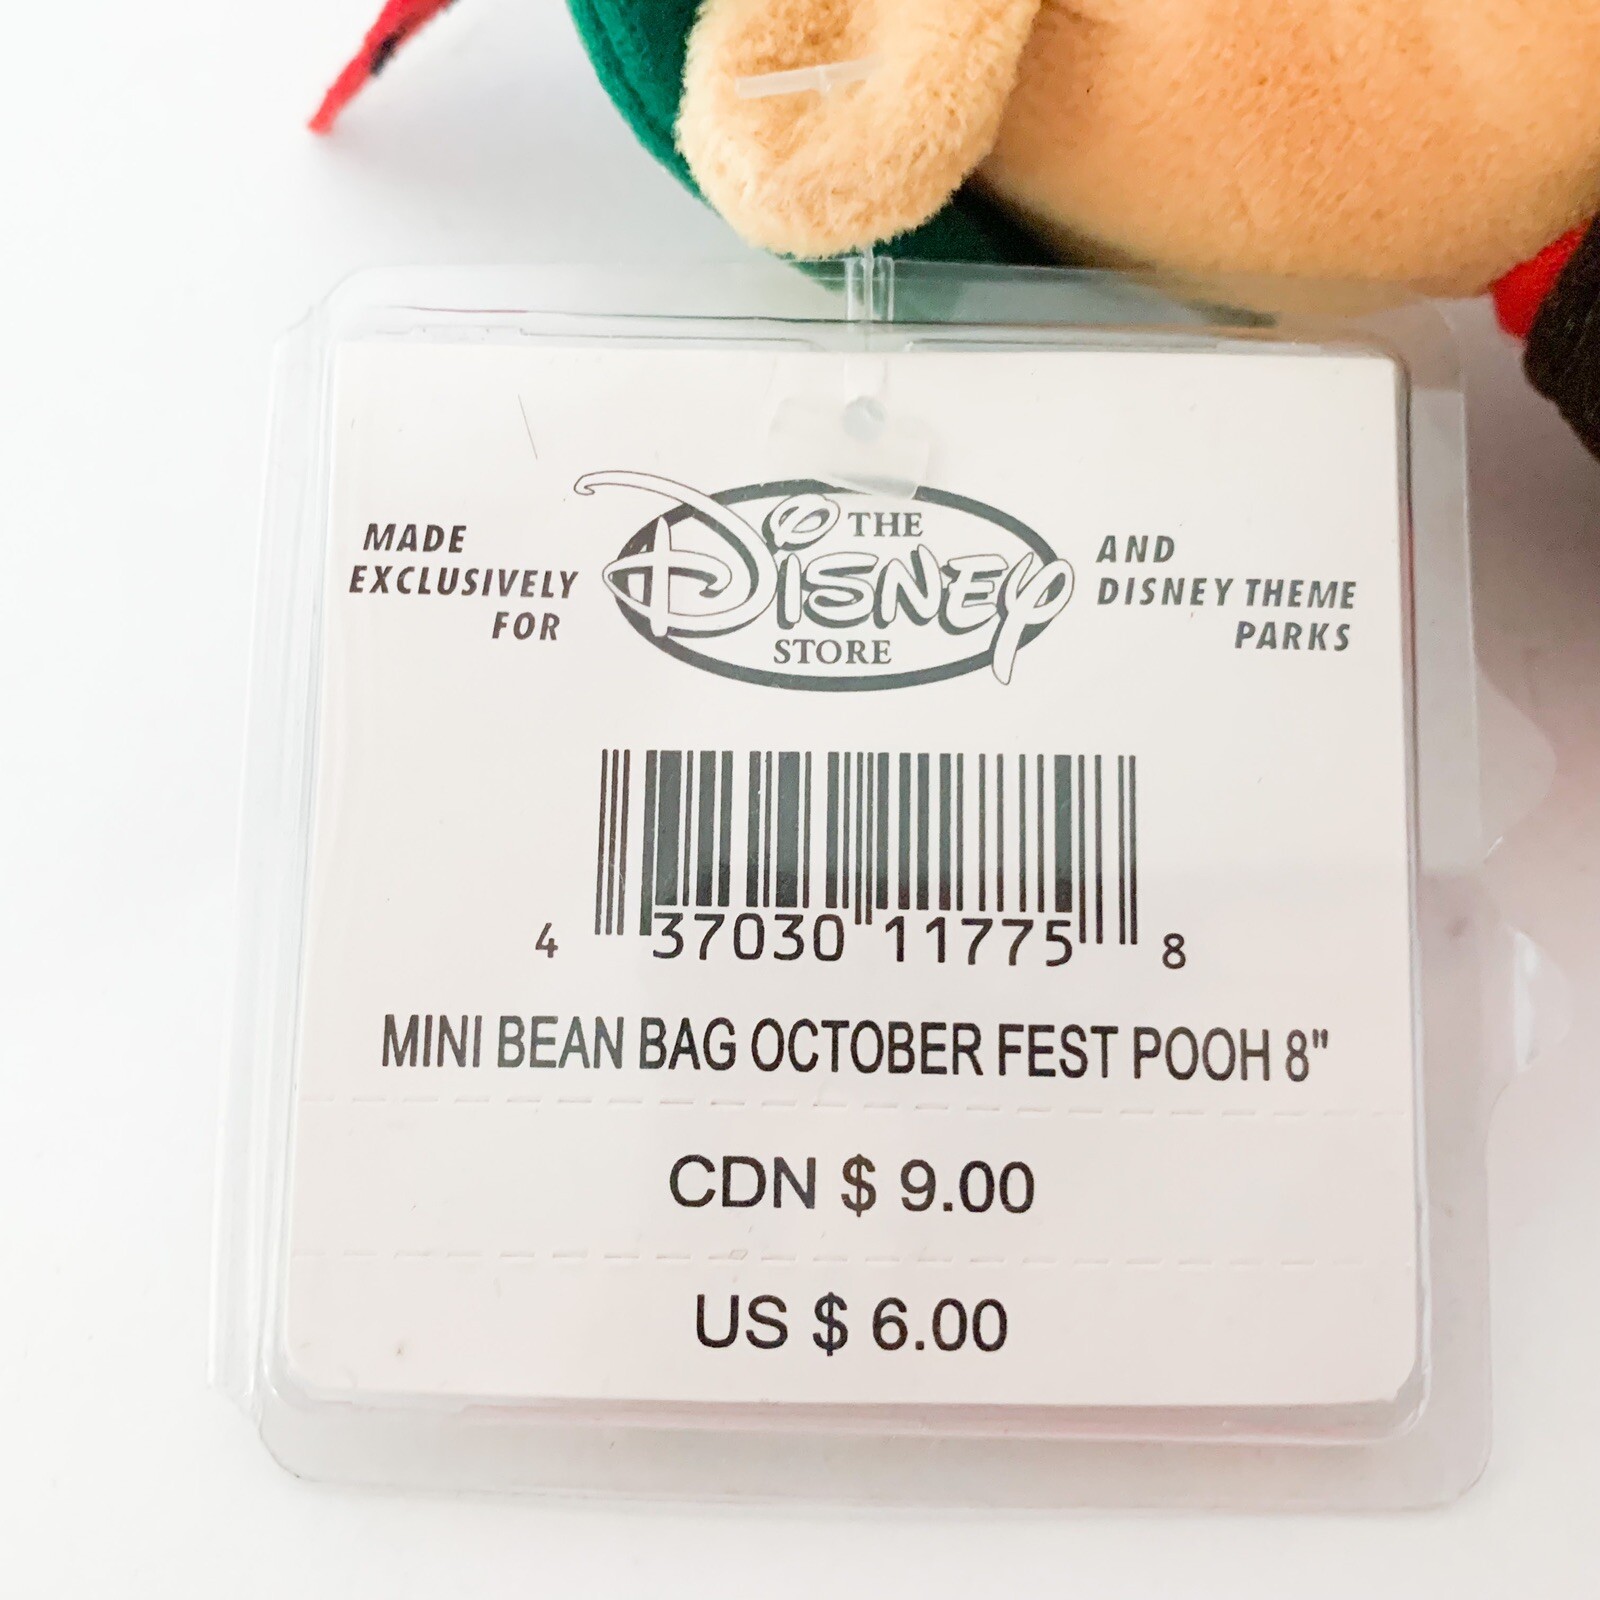 MADE
EXCLUSIVELY
FOR
THE
DISNEY
STORE
AND
DISNEY THEME
PARKS
4 37030 11775 8
MINI BEAN BAG OCTOBER FEST POOH 8"
CDN $ 9.00
US $ 6.00